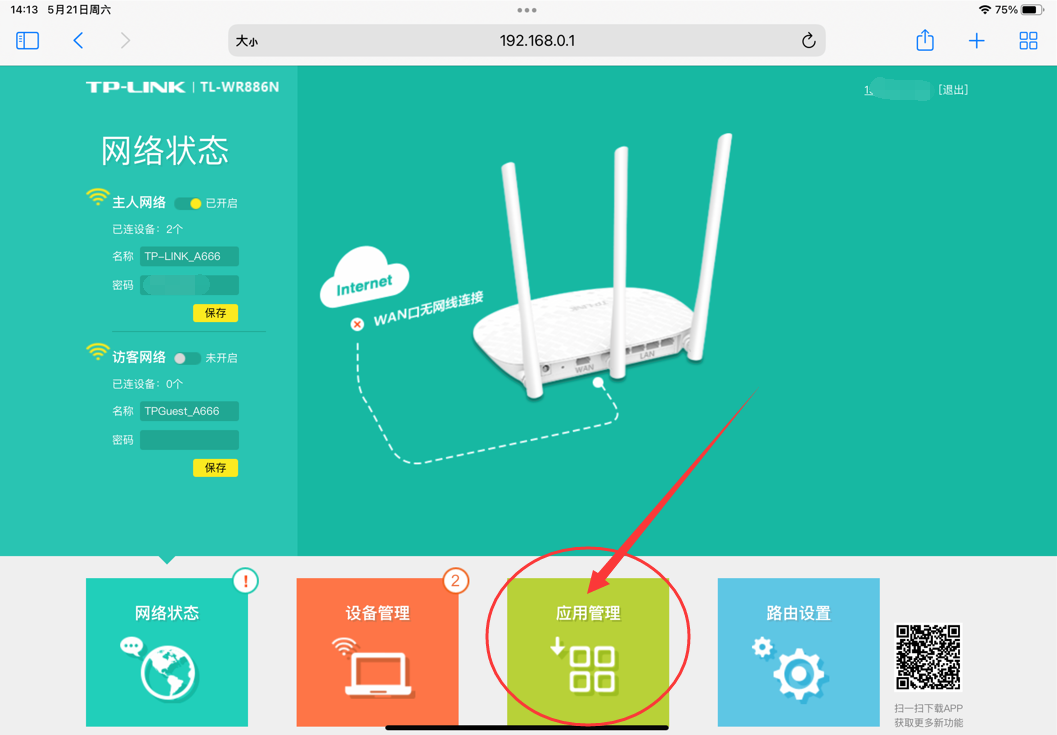 14:13 5月21日周六
75%
大小
192.168.0.1
TP-LINK | TL-WR886N
[退出]
网络状态
主人网络 已开启
已连设备：2个
名称 TP-LINK_A666
密码
保存
访客网络 未开启
已连设备：0个
名称 TPGuest_A666
密码
保存
Internet
WAN口无网线连接
TP-LINK
WAN
LAN
网络状态
!
设备管理
2
应用管理
路由设置
扫一扫下载APP
获取更多新功能